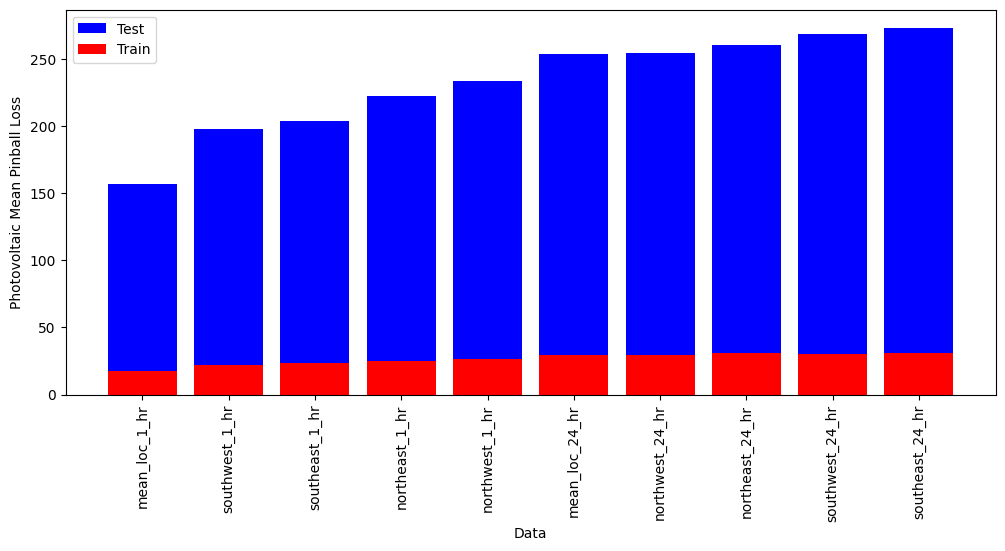 Test
Train
Photovoltaic Mean Pinball Loss
250
200
150
100
50
0
mean_loc_1_hr
southwest_1_hr
southeast_1_hr
northeast_1_hr
northwest_1_hr
mean_loc_24_hr
northwest_24_hr
northeast_24_hr
southwest_24_hr
southeast_24_hr
Data